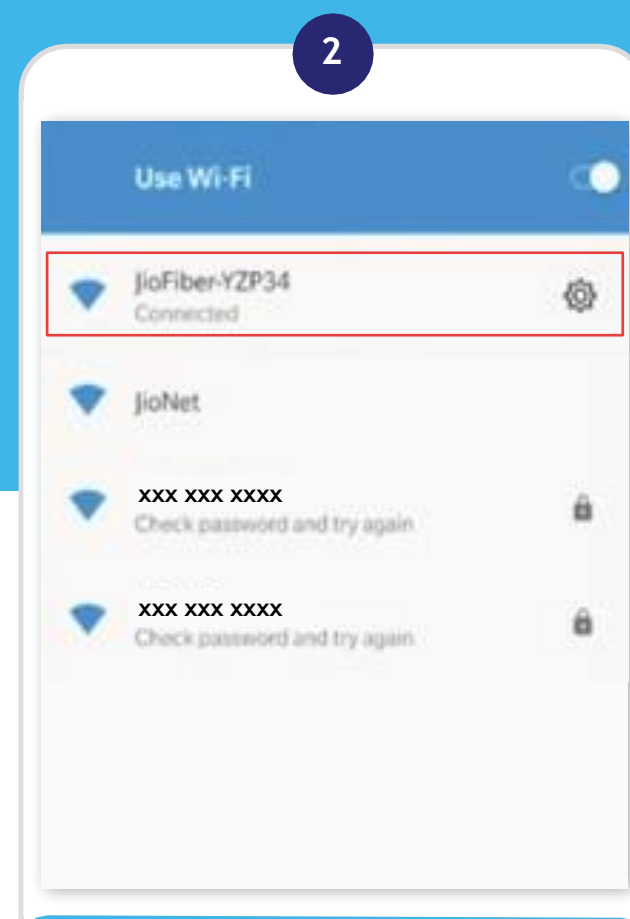 2
Use Wi-Fi
JioFiber-YZP34
Connected
JioNet
xxx xxx xxxx
Check password and try again
xxx xxx xxxx
Check password and try again